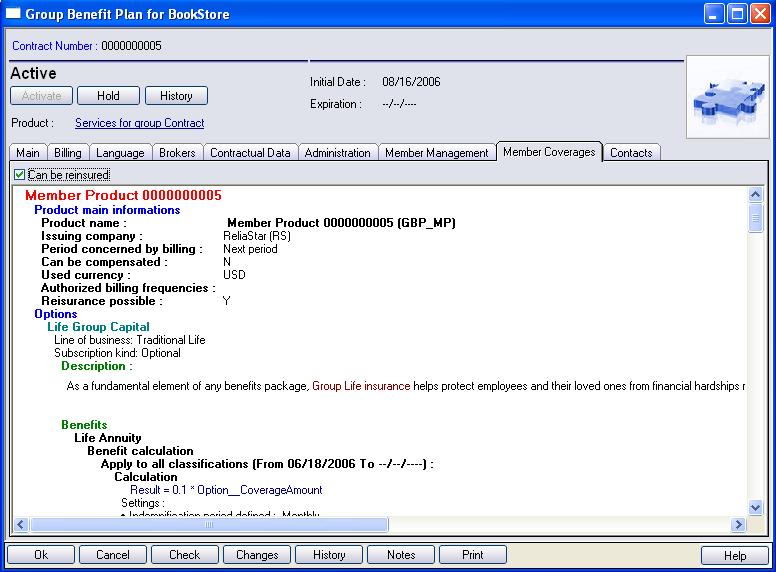 Group Benefit Plan for BookStore
Contract Number : 0000000005
Active
Initial Date : 08/16/2006
Activate Hold History
Expiration : --/--/----
Product : Services for group Contract
Main Billing Language Brokers Contractual Data Administration Member Management Member Coverages Contacts
Can be reinsured
Member Product 0000000005
Product main informations
Product name : Member Product 0000000005 (GBP_MP)
Issuing company : ReliaStar (RS)
Period concerned by billing : Next period
Can be compensated : N
Used currency : USD
Authorized billing frequencies :
Reisurance possible : Y
Options
Life Group Capital
Line of business: Traditional Life
Subscription kind: Optional
Description :
As a fundamental element of any benefits package, Group Life insurance helps protect employees and their loved ones from financial hardships
Benefits
Life Annuity
Benefit calculation
Apply to all classifications (From 06/18/2006 To --/--/----) :
Calculation
Result = 0.1 * Option__CoverageAmount
Settings :
• Indemnification period defined : Monthly
Ok Cancel Check Changes History Notes Print Help